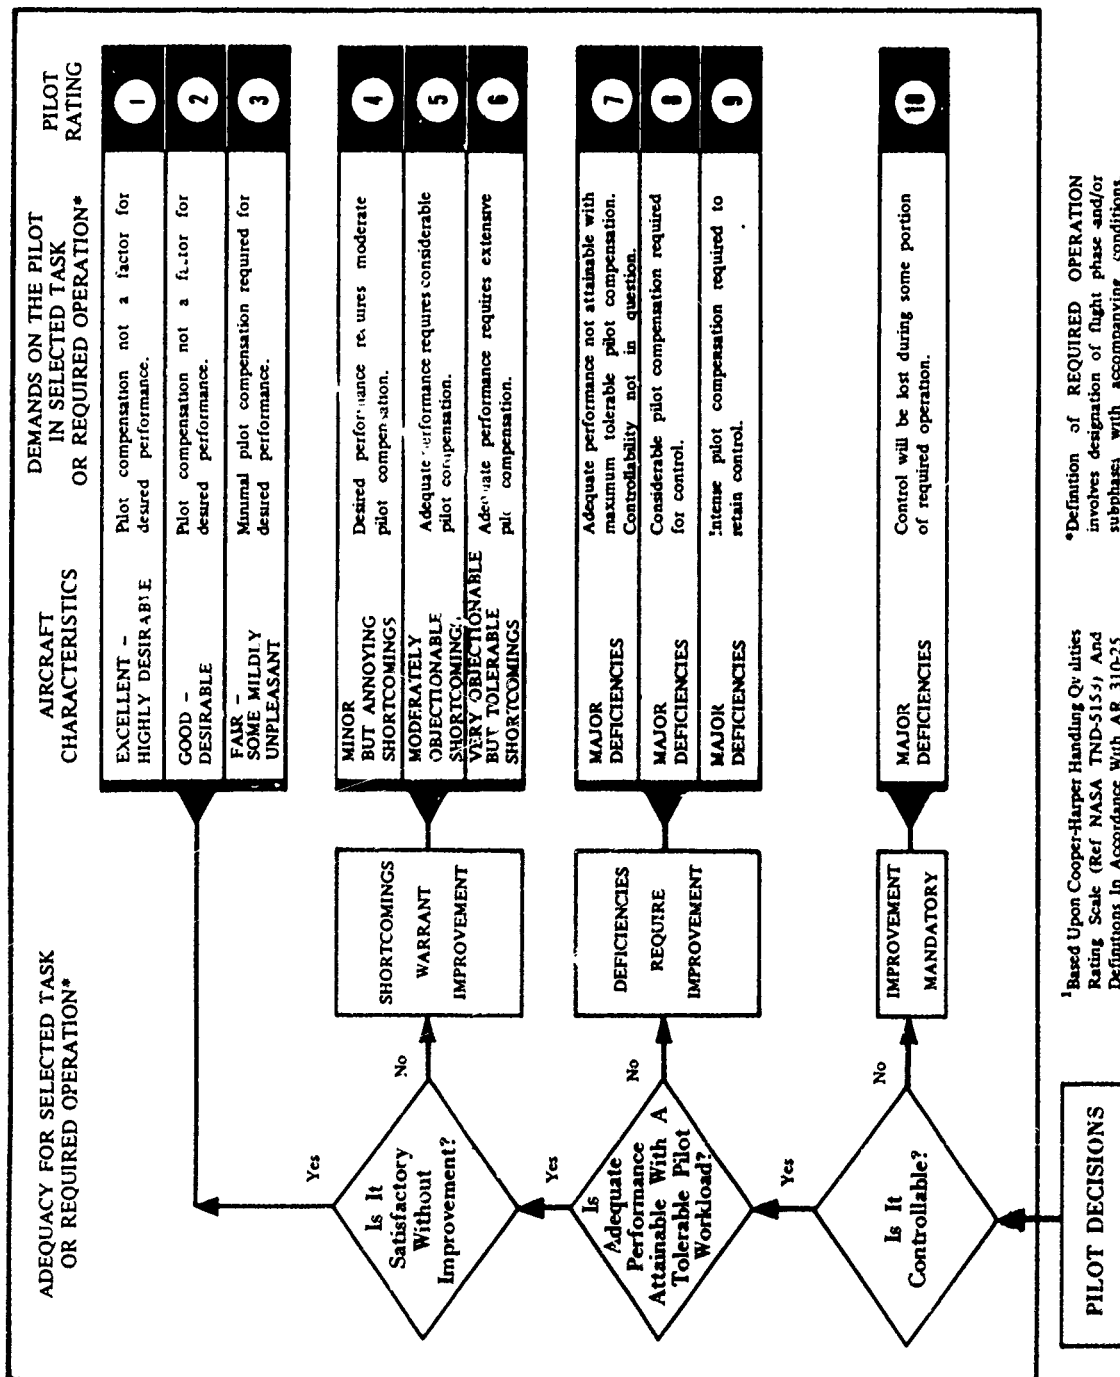 ADEQUACY FOR SELECTED TASK
OR REQUIRED OPERATION*
AIRCRAFT
CHARACTERISTICS
DEMANDS ON THE PILOT
IN SELECTED TASK
OR REQUIRED OPERATION*
PILOT
RATING
EXCELLENT –
HIGHLY DESIRABLE
Pilot compensation not a factor for
desired performance.
1
GOOD –
DESIRABLE
Pilot compensation not a factor for
desired performance.
2
FAIR –
SOME MILDLY
UNPLEASANT
Minimal pilot compensation required for
desired performance.
3
Yes
Is It
Satisfactory
Without
Improvement?
No
SHORTCOMINGS
WARRANT
IMPROVEMENT
MINOR
BUT ANNOYING
SHORTCOMINGS
Desired performance requires moderate
pilot compensation.
4
MODERATELY
OBJECTIONABLE
SHORTCOMINGS
Adequate performance requires considerable
pilot compensation.
5
VERY OBJECTIONABLE
BUT TOLERABLE
SHORTCOMINGS
Adequate performance requires extensive
pilot compensation.
6
Yes
Is
Adequate
Performance
Attainable With A
Tolerable Pilot
Workload?
No
DEFICIENCIES
REQUIRE
IMPROVEMENT
MAJOR
DEFICIENCIES
Adequate performance not attainable with
maximum tolerable pilot compensation.
Controllability not in question.
7
MAJOR
DEFICIENCIES
Considerable pilot compensation required
for control.
8
MAJOR
DEFICIENCIES
Intense pilot compensation required to
retain control.
9
Yes
Is It
Controllable?
No
IMPROVEMENT
MANDATORY
MAJOR
DEFICIENCIES
Control will be lost during some portion
of required operation.
10
PILOT DECISIONS
¹Based Upon Cooper-Harper Handling Qualities
Rating Scale (Ref NASA TND-5153) And
Definitions In Accordance With AR 310-25
*Definition of REQUIRED OPERATION
involves designation of flight phase and/or
subphases with accompanying conditions